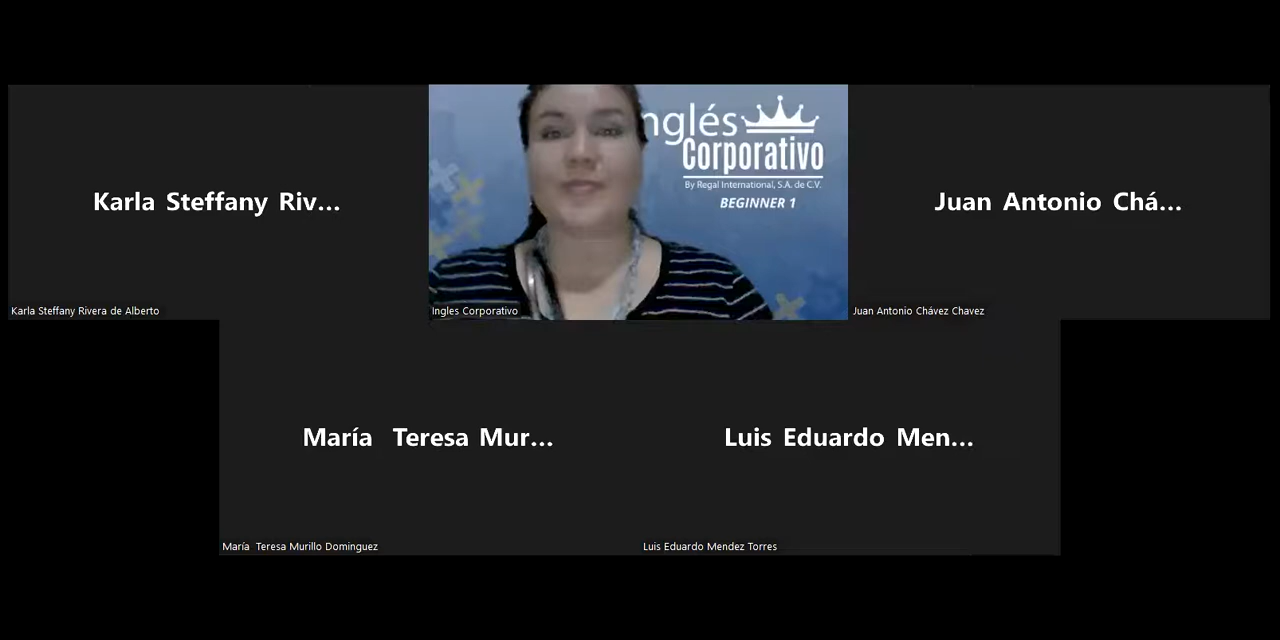 Karla Steffany Riv...
Karla Steffany Rivera de Alberto
nglés
Corporativo
By Regal International, S.A. de C.V.
BEGINNER 1
Ingles Corporativo
Juan Antonio Chá...
Juan Antonio Chávez Chavez
María Teresa Mur...
María Teresa Murillo Dominguez
Luis Eduardo Men...
Luis Eduardo Mendez Torres